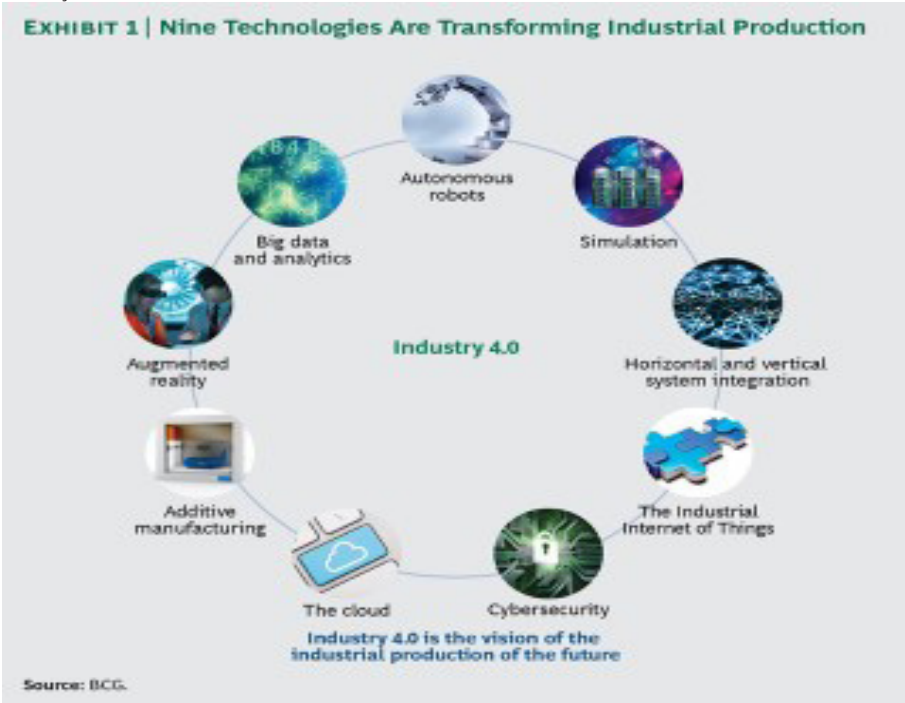 EXHIBIT 1 | Nine Technologies Are Transforming Industrial Production
Autonomous
robots
Simulation
Horizontal and vertical
system integration
The Industrial
Internet of Things
Cybersecurity
The cloud
Additive
manufacturing
Augmented
reality
Big data
and analytics
Industry 4.0
Industry 4.0 is the vision of the
industrial production of the future
Source: BCG.